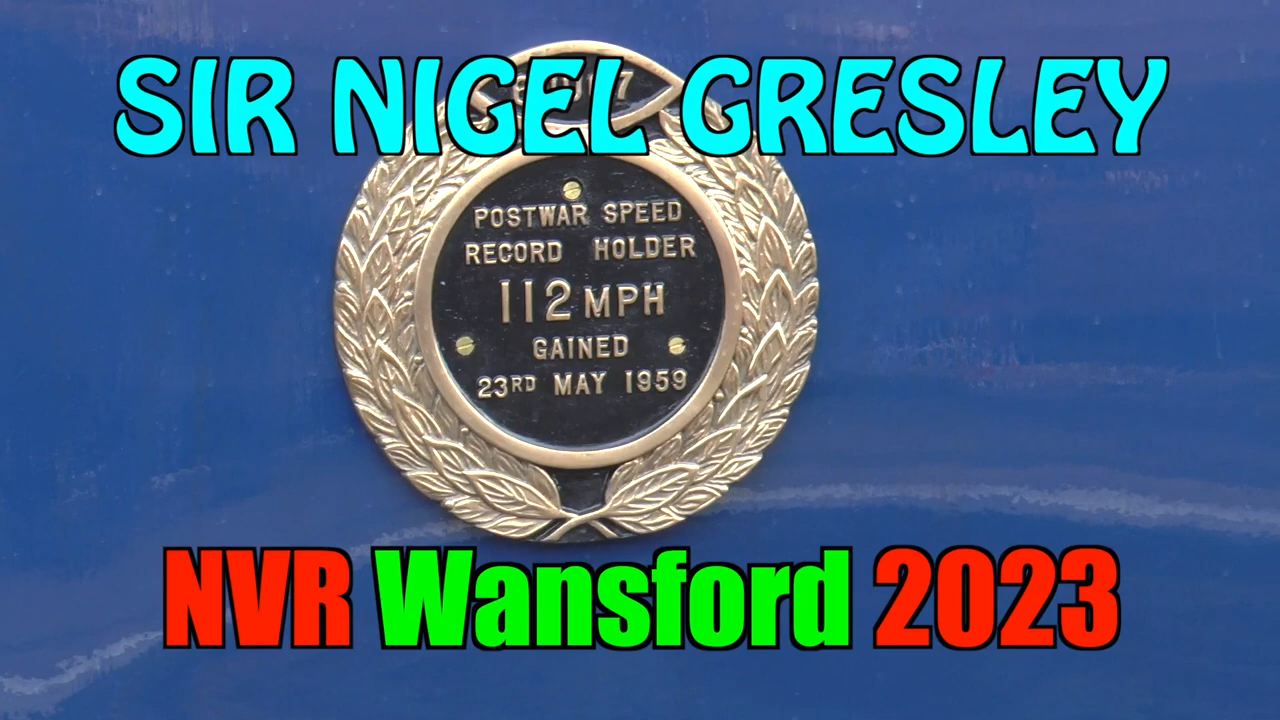 SIR NIGEL GRESLEY
POSTWAR SPEED
RECORD HOLDER
112 MPH
GAINED
23RD MAY 1959
NVR Wansford 2023